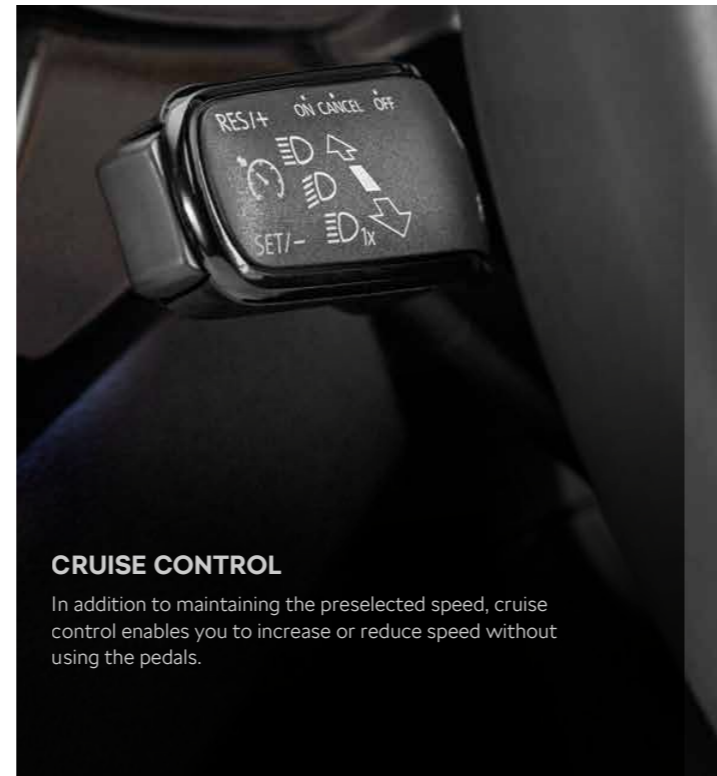 RES/+ ON CANCEL OFF
SET/- 1x
CRUISE CONTROL
In addition to maintaining the preselected speed, cruise
control enables you to increase or reduce speed without
using the pedals.